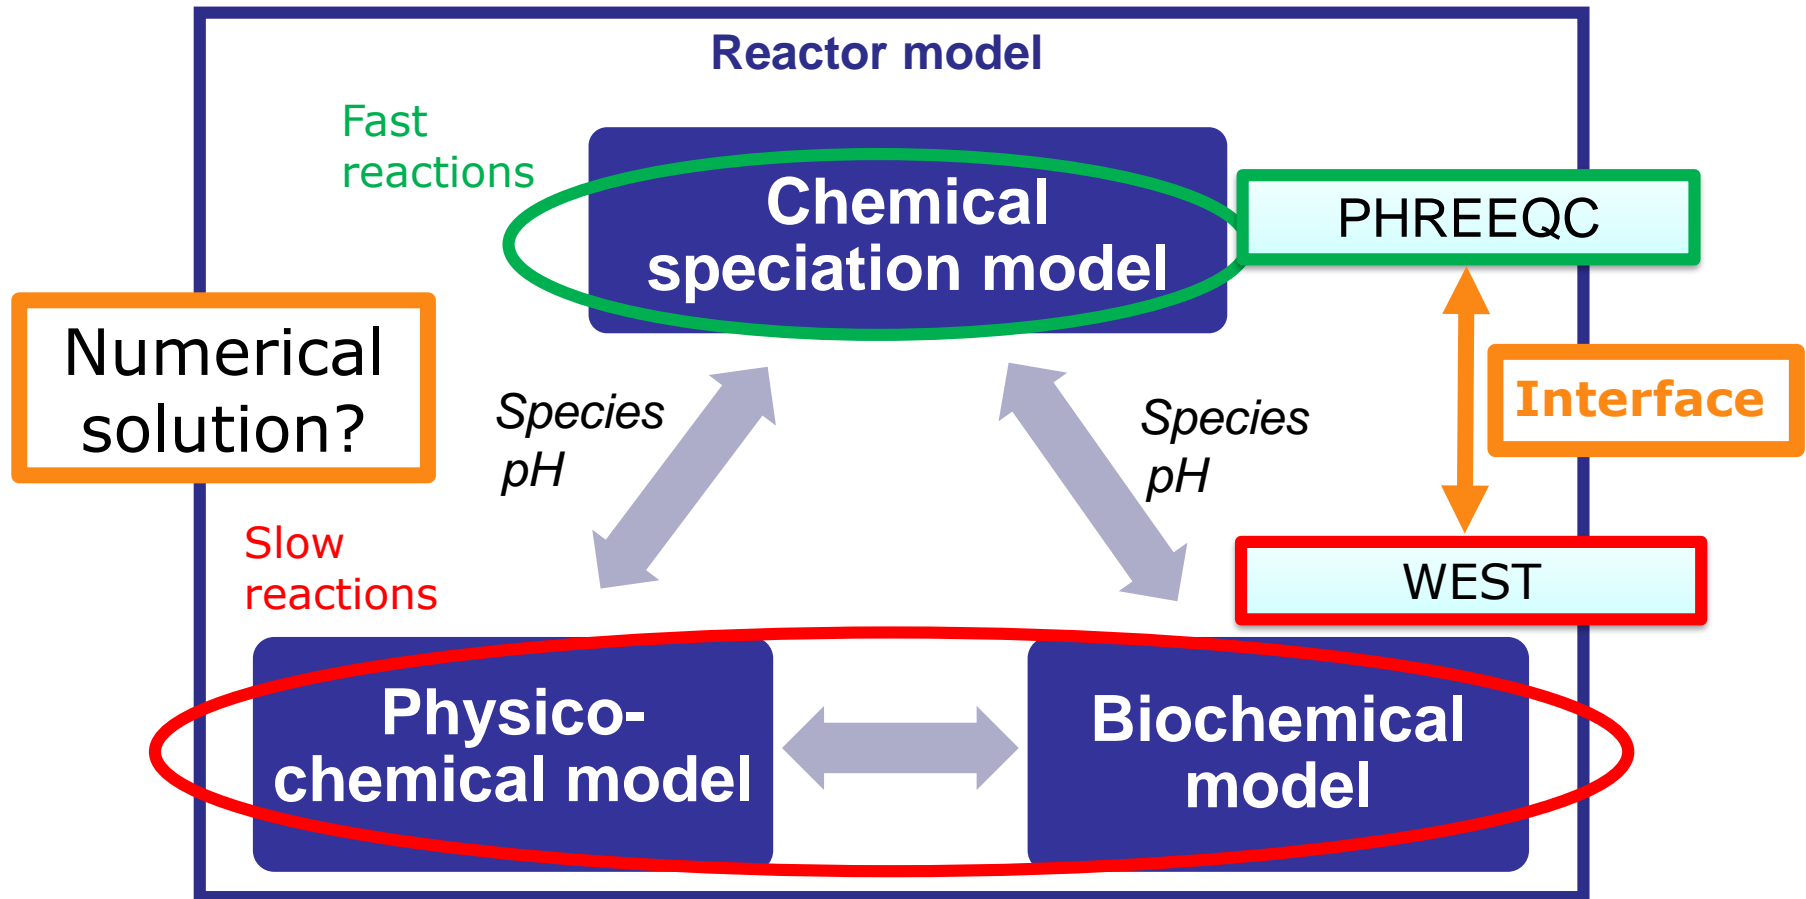 Reactor model
Fast
reactions
Chemical
speciation model
PHREEQC
Numerical
solution?
Species
pH
Species
pH
Interface
Slow
reactions
WEST
Physico-
chemical model
Biochemical
model